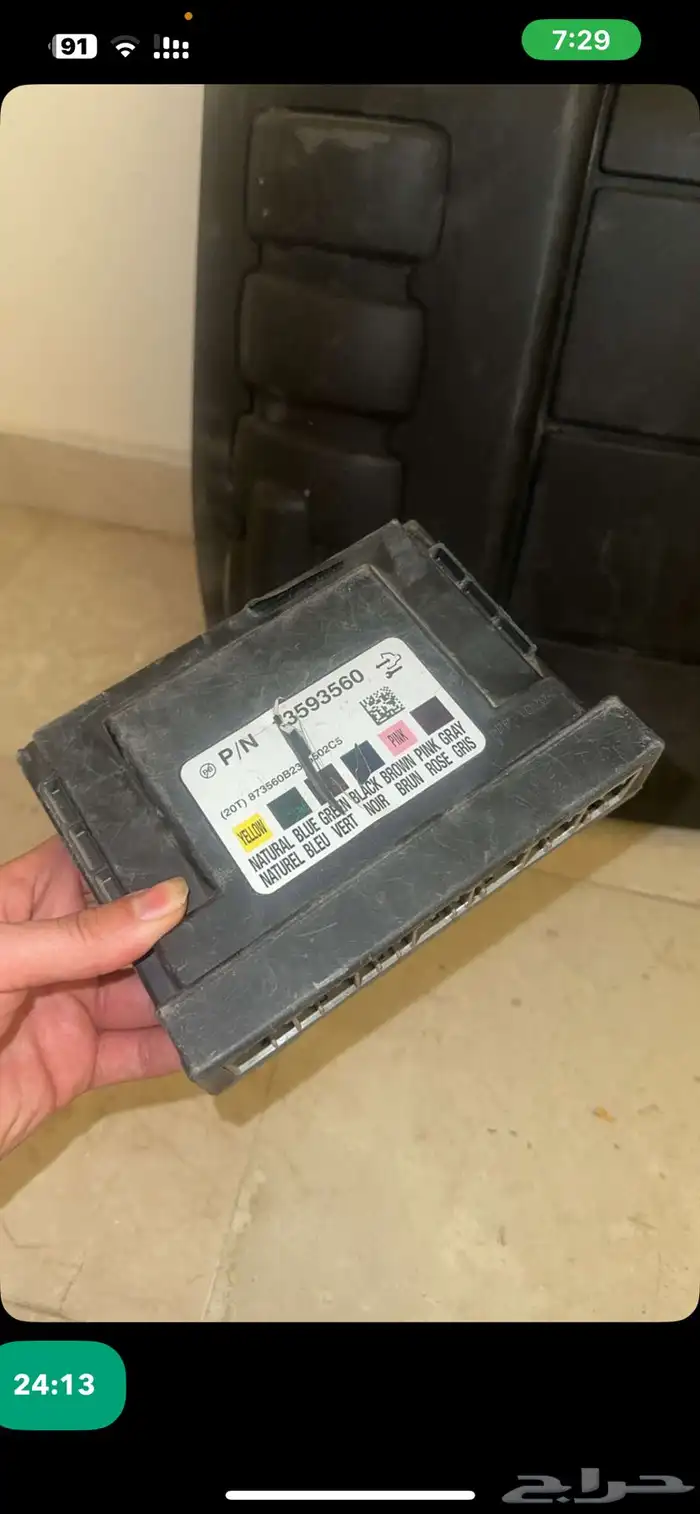 91
7:29
P/N
3593560
(20T) 873560B23
502C5
YELLOW
PINK
NATURAL BLUE GREEN BLACK BROWN PINK GRAY
NATUREL BLEU VERT NOIR BRUN ROSE GRIS
24:13
حراج